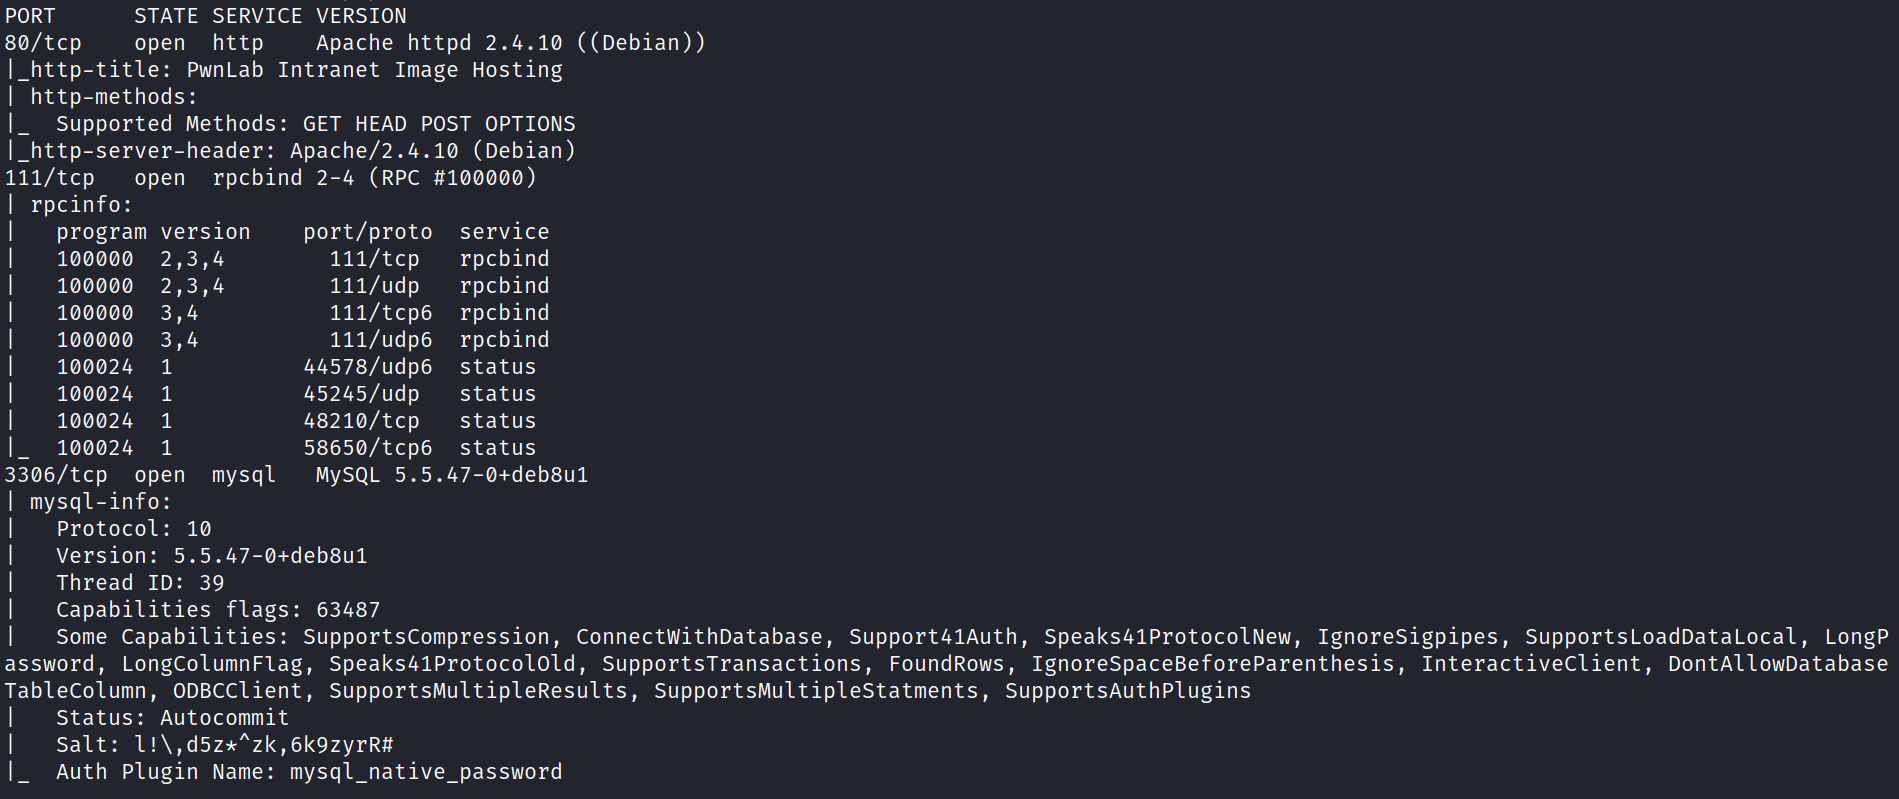 PORT      STATE SERVICE VERSION
80/tcp    open  http    Apache httpd 2.4.10 ((Debian))
|_http-title: PwnLab Intranet Image Hosting
| http-methods:
|_  Supported Methods: GET HEAD POST OPTIONS
|_http-server-header: Apache/2.4.10 (Debian)
111/tcp   open  rpcbind 2-4 (RPC #100000)
| rpcinfo:
|   program version    port/proto  service
|   100000  2,3,4        111/tcp   rpcbind
|   100000  2,3,4        111/udp   rpcbind
|   100000  3,4          111/tcp6  rpcbind
|   100000  3,4          111/udp6  rpcbind
|   100024  1          44578/udp6  status
|   100024  1          45245/udp   status
|   100024  1          48210/tcp   status
|_  100024  1          58650/tcp6  status
3306/tcp  open  mysql   MySQL 5.5.47-0+deb8u1
| mysql-info:
|   Protocol: 10
|   Version: 5.5.47-0+deb8u1
|   Thread ID: 39
|   Capabilities flags: 63487
|   Some Capabilities: SupportsCompression, ConnectWithDatabase, Support41Auth, Speaks41ProtocolNew, IgnoreSigpipes, SupportsLoadDataLocal, LongP
assword, LongColumnFlag, Speaks41ProtocolOld, SupportsTransactions, FoundRows, IgnoreSpaceBeforeParenthesis, InteractiveClient, DontAllowDatabase
TableColumn, ODBCClient, SupportsMultipleResults, SupportsMultipleStatments, SupportsAuthPlugins
|   Status: Autocommit
|   Salt: l!\,d5z*^zk,6k9zyrR#
|_  Auth Plugin Name: mysql_native_password